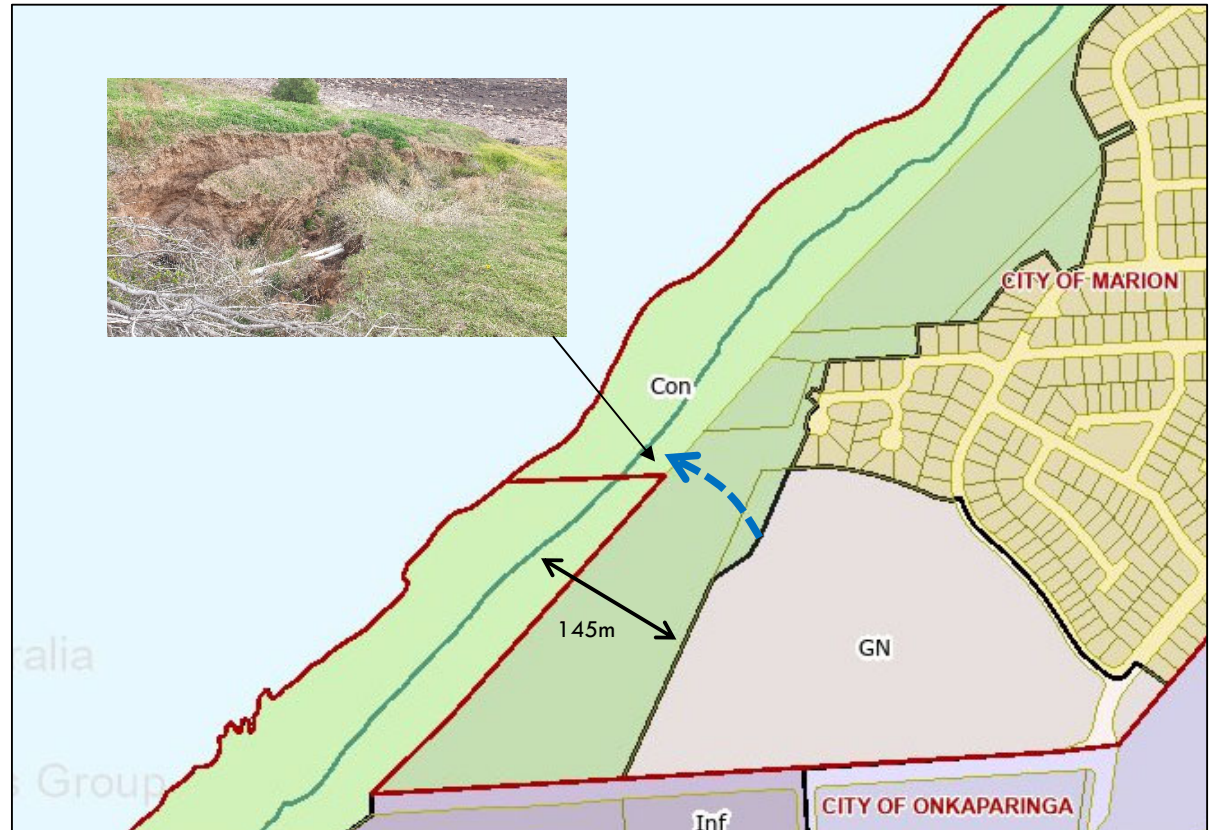 CITY OF MARION
Con
145m
GN
ralia
s Group
CITY OF ONKAPARINGA
Inf